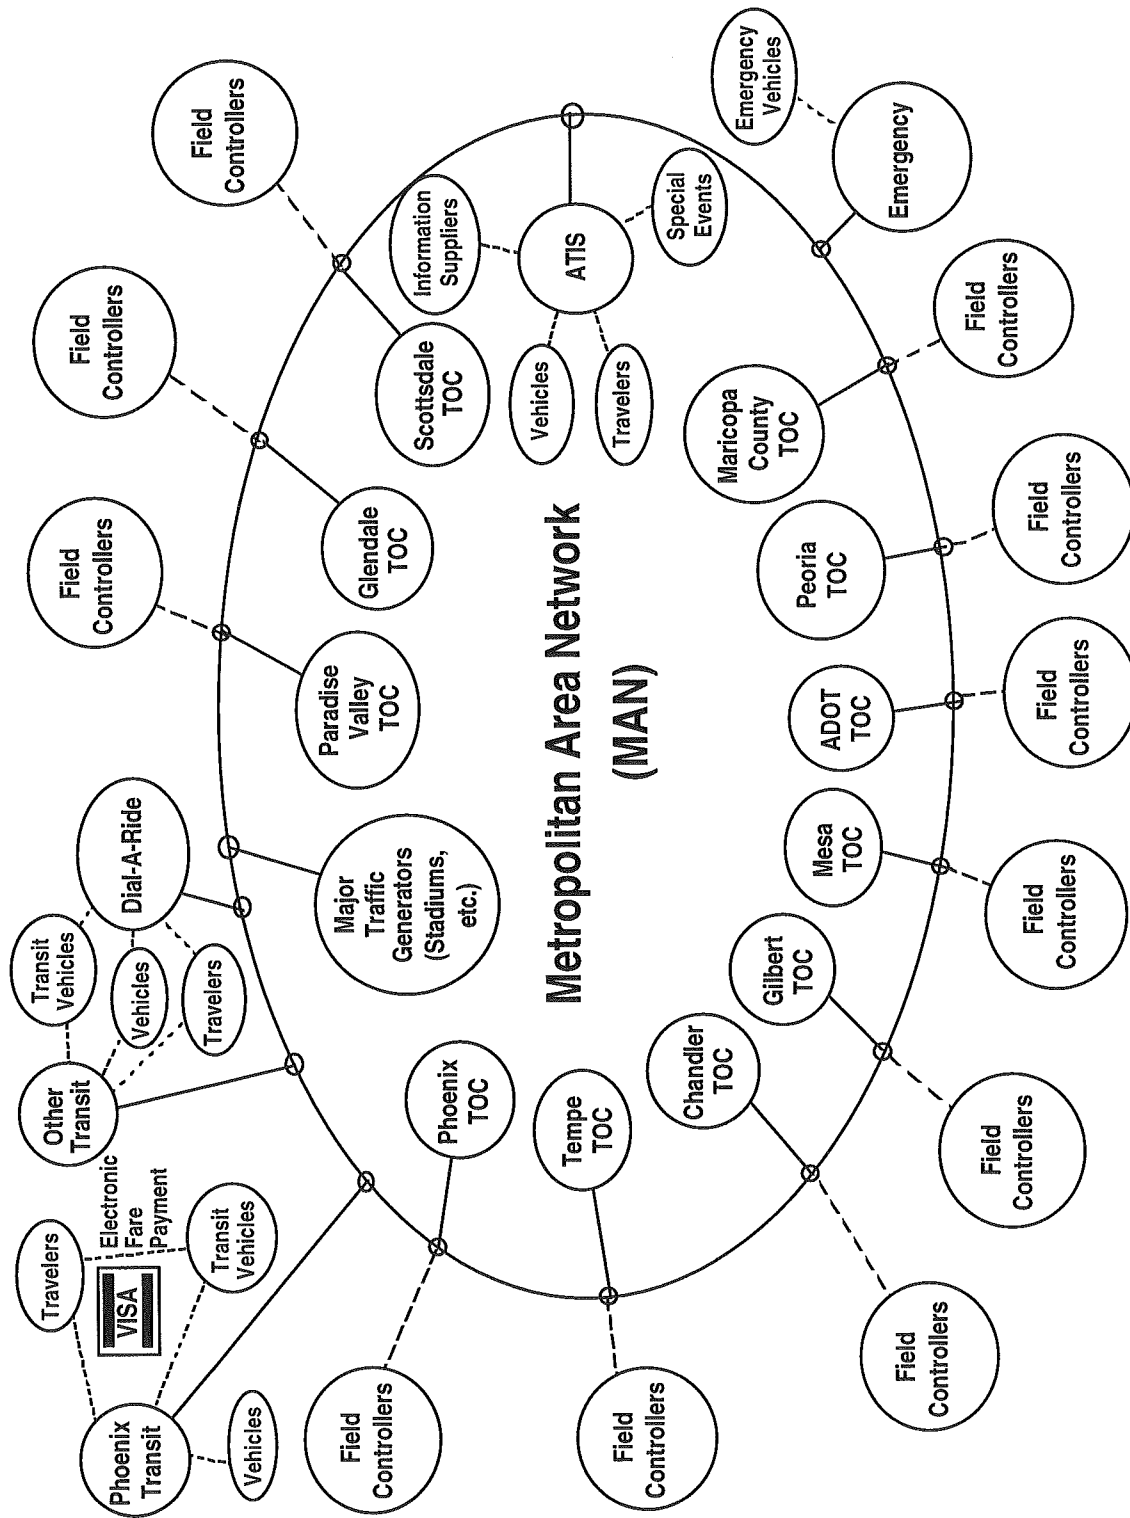 Phoenix
Transit
Travelers
VISA
Electronic
Fare
Payment
Transit
Vehicles
Vehicles
Other
Transit
Transit
Vehicles
Vehicles
Travelers
Dial-A-Ride
Field
Controllers
Field
Controllers
Field
Controllers
Major
Traffic
Generators
(Stadiums,
etc.)
Paradise
Valley
TOC
Glendale
TOC
Scottsdale
TOC
Information
Suppliers
Field
Controllers
Phoenix
TOC
Field
Controllers
Tempe
TOC
Metropolitan Area Network
(MAN)
Vehicles
Travelers
ATIS
Special
Events
Chandler
TOC
Gilbert
TOC
Mesa
TOC
ADOT
TOC
Peoria
TOC
Maricopa
County
TOC
Emergency
Vehicles
Emergency
Field
Controllers
Field
Controllers
Field
Controllers
Field
Controllers
Field
Controllers
Field
Controllers